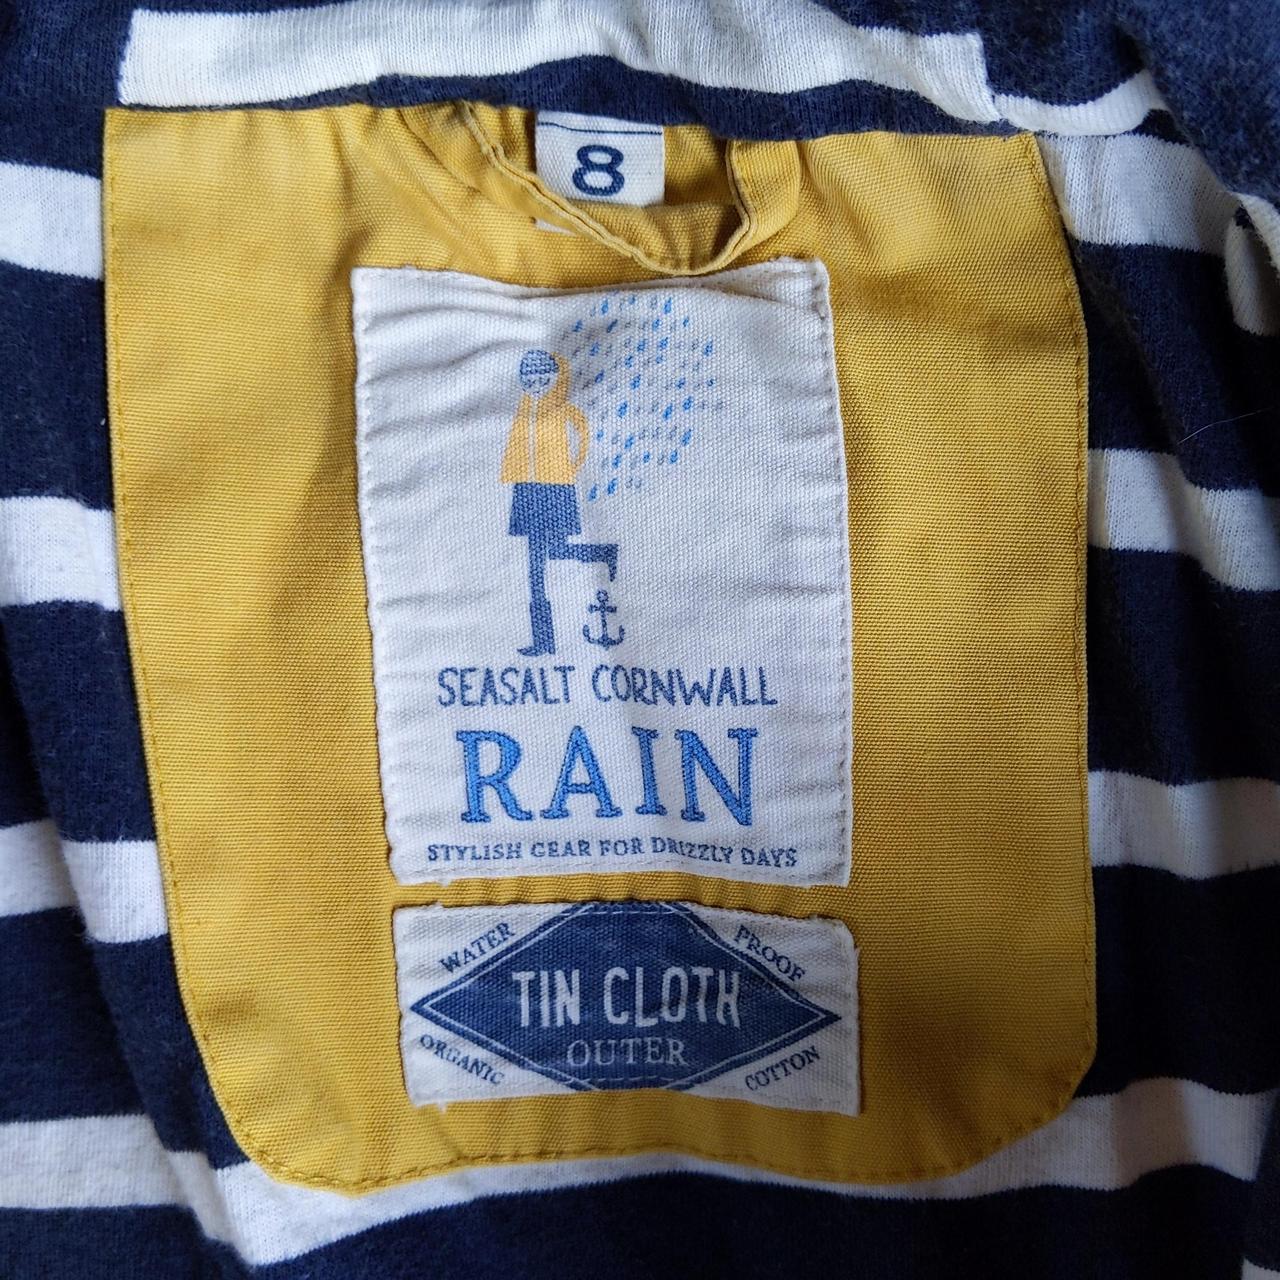 8
SEASALT CORNWALL
RAIN
STYLISH GEAR FOR DRIZZLY DAYS
WATER PROOF
TIN CLOTH
OUTER
ORGANIC COTTON